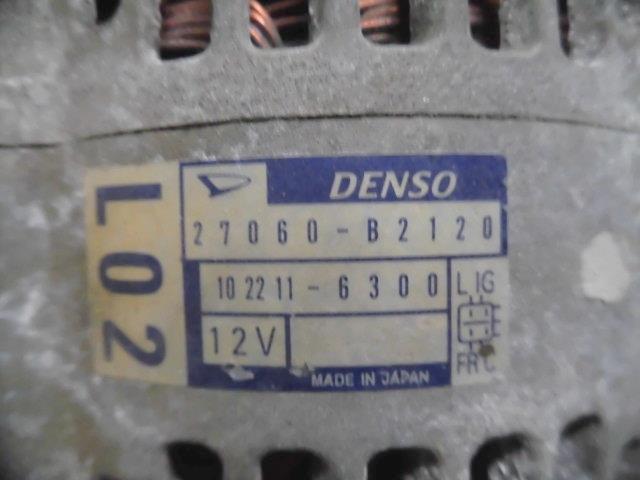 L02
DENSO
27060-B2120
102211-6300
L IG
12V
FR C
MADE IN JAPAN